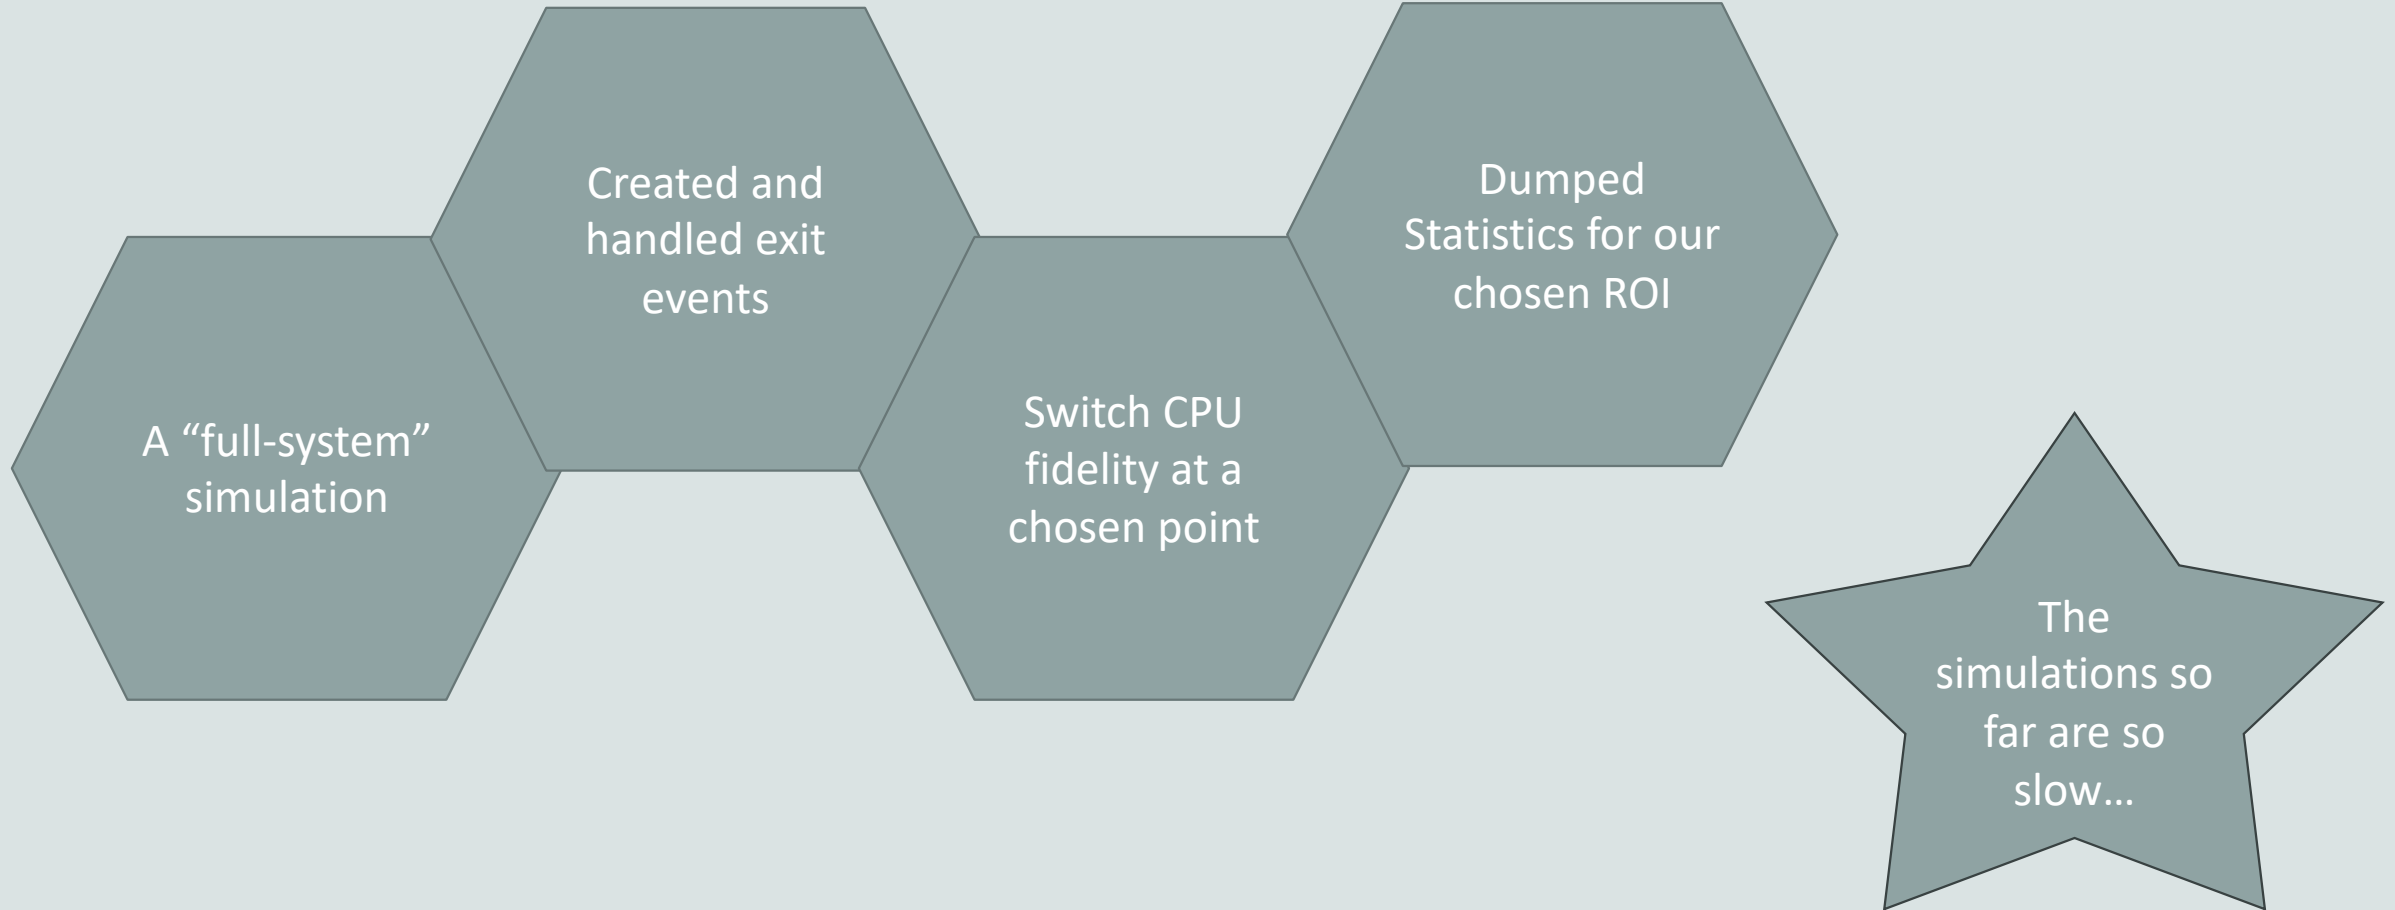 A “full-system”
simulation
Created and
handled exit
events
Switch CPU
fidelity at a
chosen point
Dumped
Statistics for our
chosen ROI
The
simulations so
far are so
slow…